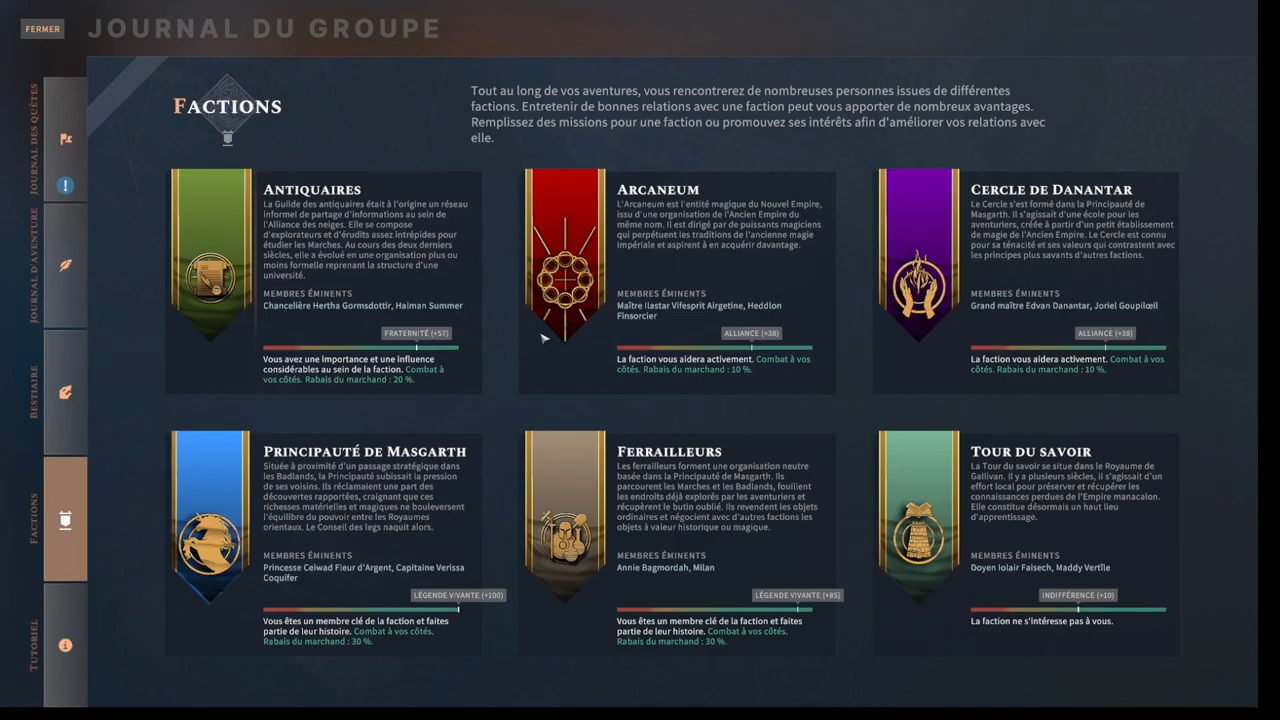 FERMER
JOURNAL DU GROUPE
JOURNAL DES QUÊTES
JOURNAL D'AVENTURE
BESTIAIRE
FACTIONS
TUTORIEL
FACTIONS
Tout au long de vos aventures, vous rencontrerez de nombreuses personnes issues de différentes
factions. Entretenir de bonnes relations avec une faction peut vous apporter de nombreux avantages.
Remplissez des missions pour une faction ou promouvez ses intérêts afin d'améliorer vos relations avec
elle.
ANTIQUAIRES
La Guilde des antiquaires était à l'origine un réseau
informel de partage d'informations au sein de
l'Alliance des neiges. Elle se compose
d'explorateurs et d'érudits assez intrépides pour
étudier les Marches. Au cours des deux derniers
siècles, elle a évolué en une organisation plus ou
moins formelle reprenant la structure d'une
université.
MEMBRES ÉMINENTS
Chancelière Hertha Gormsdottir, Haiman Summer
FRATERNITÉ (+57)
Vous avez une importance et une influence
considérables au sein de la faction. Combat à
vos côtés. Rabais du marchand : 20 %.
ARCANEUM
L'Arcaneum est l'entité magique du Nouvel Empire,
issu d'une organisation de l'Ancien Empire du
même nom. Il est dirigé par de puissants magiciens
qui perpétuent les traditions de l'ancienne magie
impériale et aspirent à en acquérir davantage.
MEMBRES ÉMINENTS
Maître Ilastar Vifesprit Airgetine, Heddlon
Finsorcier
ALLIANCE (+38)
La faction vous aidera activement. Combat à vos
côtés. Rabais du marchand : 10 %.
CERCLE DE DANANTAR
Le Cercle s'est formé dans la Principauté de
Masgarth. Il s'agissait d'une école pour les
aventuriers, créée à partir d'un petit établissement
de magie de l'Ancien Empire. Le Cercle est connu
pour sa ténacité et ses valeurs qui contrastent avec
les principes plus savants d'autres factions.
MEMBRES ÉMINENTS
Grand maître Edvan Danantar, Joriel Goupilœil
ALLIANCE (+38)
La faction vous aidera activement. Combat à vos
côtés. Rabais du marchand : 10 %.
PRINCIPAUTÉ DE MASGARTH
Située à proximité d'un passage stratégique dans
les Badlands, la Principauté subissait la pression
de ses voisins. Ils réclamaient une part des
découvertes rapportées, craignant que ces
richesses matérielles et magiques ne bouleversent
l'équilibre du pouvoir entre les Royaumes
orientaux. Le Conseil des legs naquit alors.
MEMBRES ÉMINENTS
Princesse Ceiwad Fleur d'Argent, Capitaine Verissa
Coquifer
LÉGENDE VIVANTE (+100)
Vous êtes un membre clé de la faction et faites
partie de leur histoire. Combat à vos côtés.
Rabais du marchand : 30 %.
FERRAILLEURS
Les ferrailleurs forment une organisation neutre
basée dans la Principauté de Masgarth. Ils
parcourent les Marches et les Badlands, fouillent
les endroits déjà explorés par les aventuriers et
récupèrent le butin oublié. Ils revendent les objets
ordinaires et négocient avec d'autres factions les
objets à valeur historique ou magique.
MEMBRES ÉMINENTS
Annie Bagmordah, Milan
LÉGENDE VIVANTE (+85)
Vous êtes un membre clé de la faction et faites
partie de leur histoire. Combat à vos côtés.
Rabais du marchand : 30 %.
TOUR DU SAVOIR
La Tour du savoir se situe dans le Royaume de
Gallivan. Il y a plusieurs siècles, il s'agissait d'un
effort local pour préserver et récupérer les
connaissances perdues de l'Empire manacalon.
Elle constitue désormais un haut lieu
d'apprentissage.
MEMBRES ÉMINENTS
Doyen Iolair Faisech, Maddy Vertîle
INDIFFÉRENCE (+10)
La faction ne s'intéresse pas à vous.